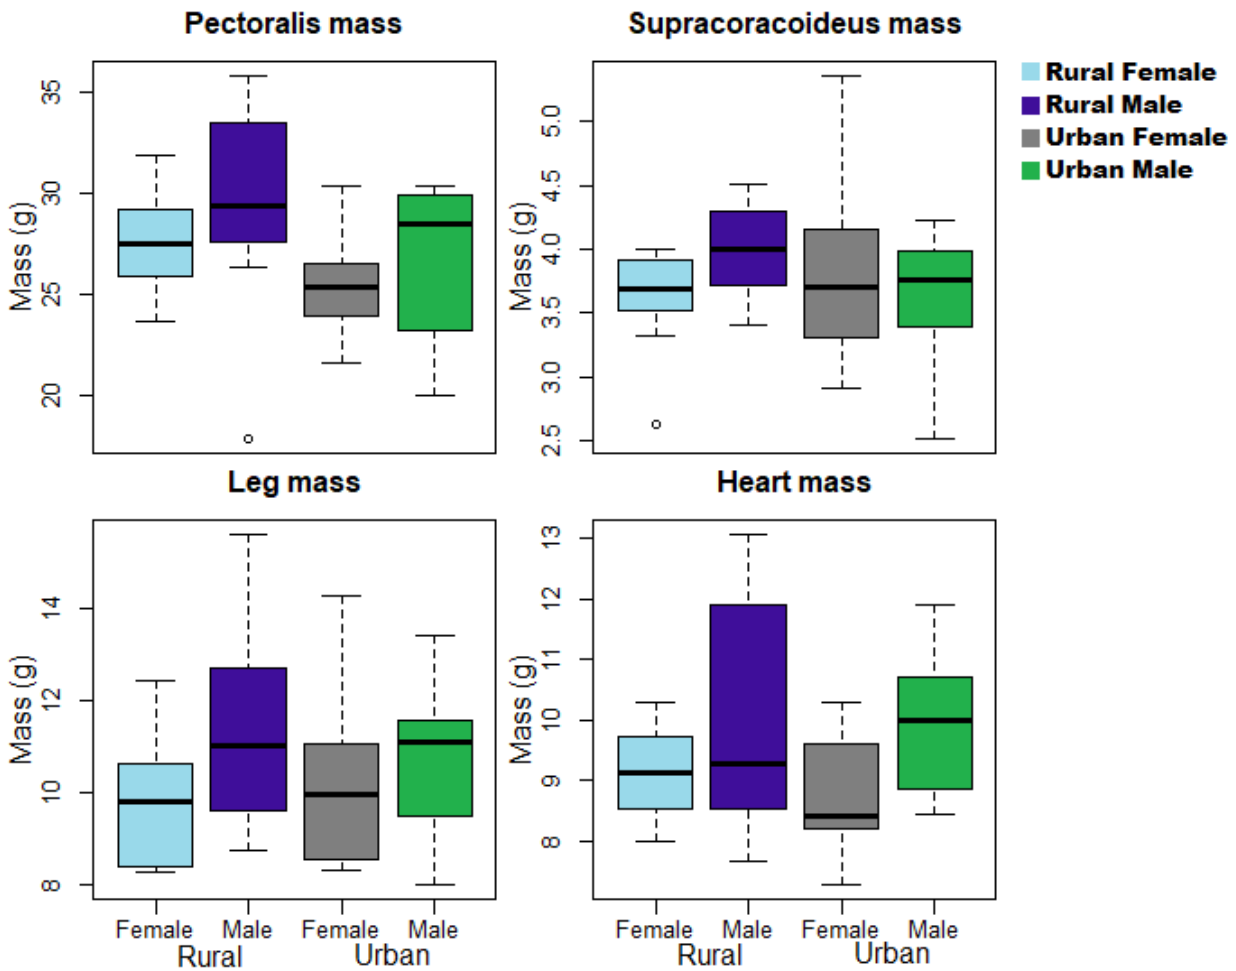 Pectoralis mass
Supracoracoideus mass
Rural Female
Rural Male
Urban Female
Urban Male
Mass (g)
35
30
25
20
Mass (g)
5.0
4.5
4.0
3.5
3.0
2.5
Leg mass
Heart mass
Mass (g)
14
12
10
8
Mass (g)
13
12
11
10
9
8
Female Male Female Male
Rural Urban
Female Male Female Male
Rural Urban